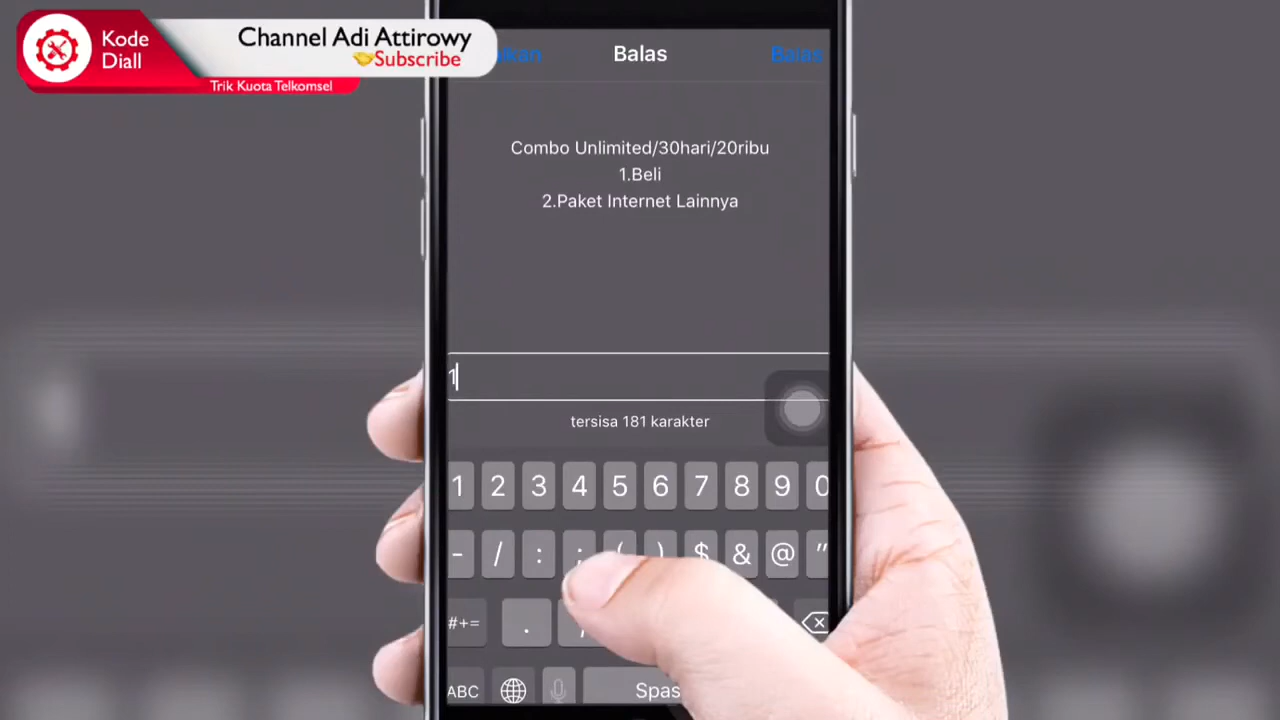 Kode
Diall
Channel Adi Attirowy
Subscribe
Trik Kuota Telkomsel
Balas
Balas
Combo Unlimited/30hari/20ribu
1.Beli
2.Paket Internet Lainnya
1
tersisa 181 karakter
1 2 3 4 5 6 7 8 9 0
- / : ; ( ) $ & @ "
#+= .
ABC Spas